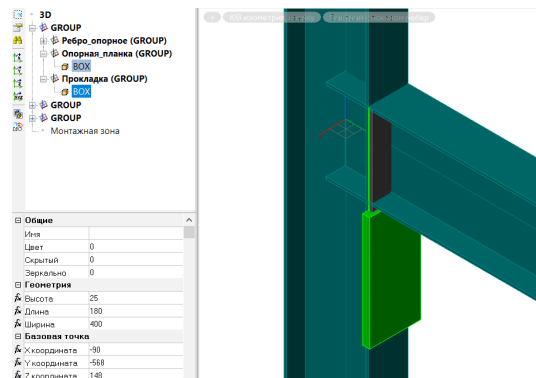 3D
GROUP
Ребро_опорное (GROUP)
Опорная_планка (GROUP)
BOX
Прокладка (GROUP)
BOX
GROUP
GROUP
Монтажная зона
Общие
Имя
Цвет 0
Скрытый 0
Зеркально 0
Геометрия
Высота 25
Длина 180
Ширина 400
Базовая точка
X координата -90
Y координата -568
Z координата 148